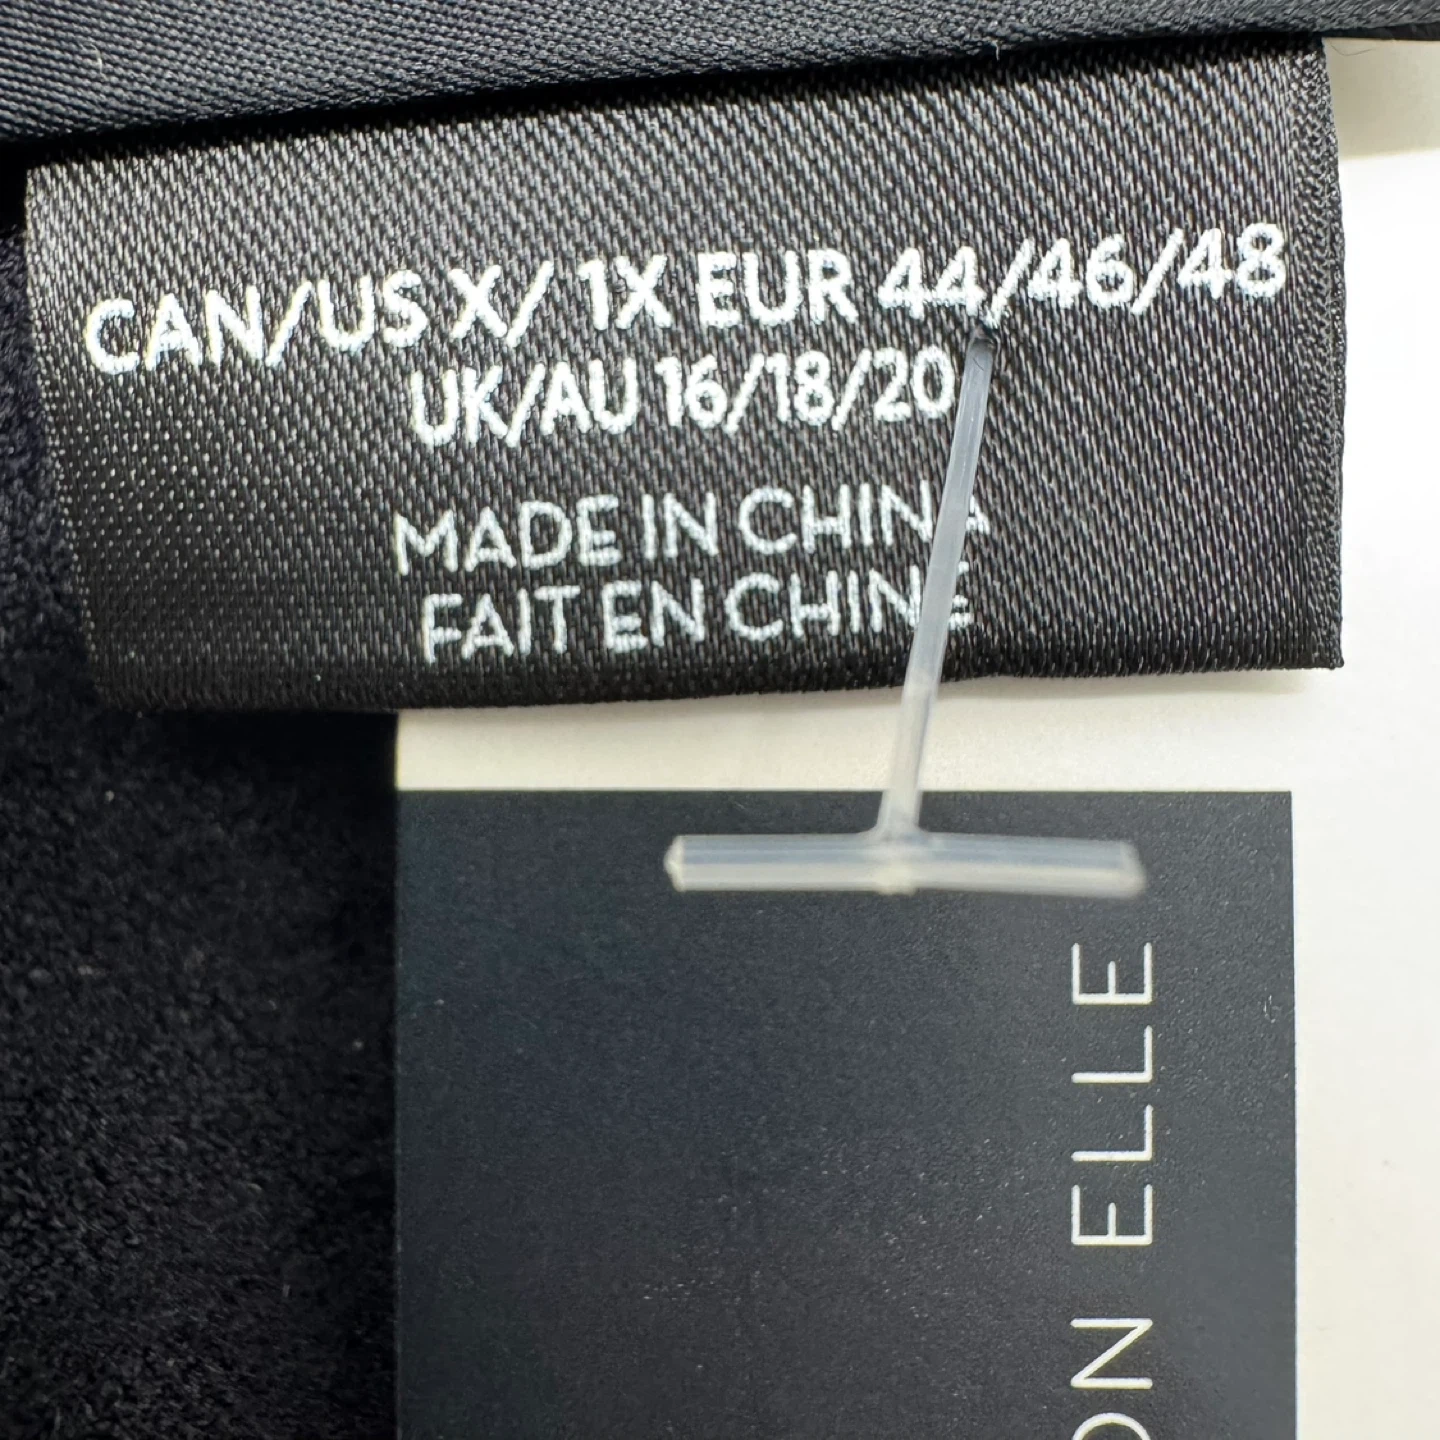 CAN/US X/ 1X EUR 44/46/48
UK/AU 16/18/20
MADE IN CHINA
FAIT EN CHINE
ON ELLE